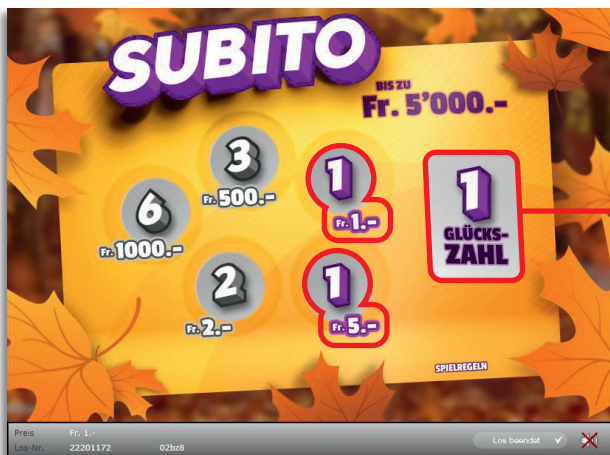 SUBITO
BIS ZU
Fr. 5'000.-
3
Fr. 500.-
1
Fr. 1.-
6
Fr. 1000.-
1
GLÜCKS-
ZAHL
2
Fr. 2.-
1
Fr. 5.-
SPIELREGELN
Preis Fr. 1.-
Los-Nr. 22201172 02bz8
Los beendet